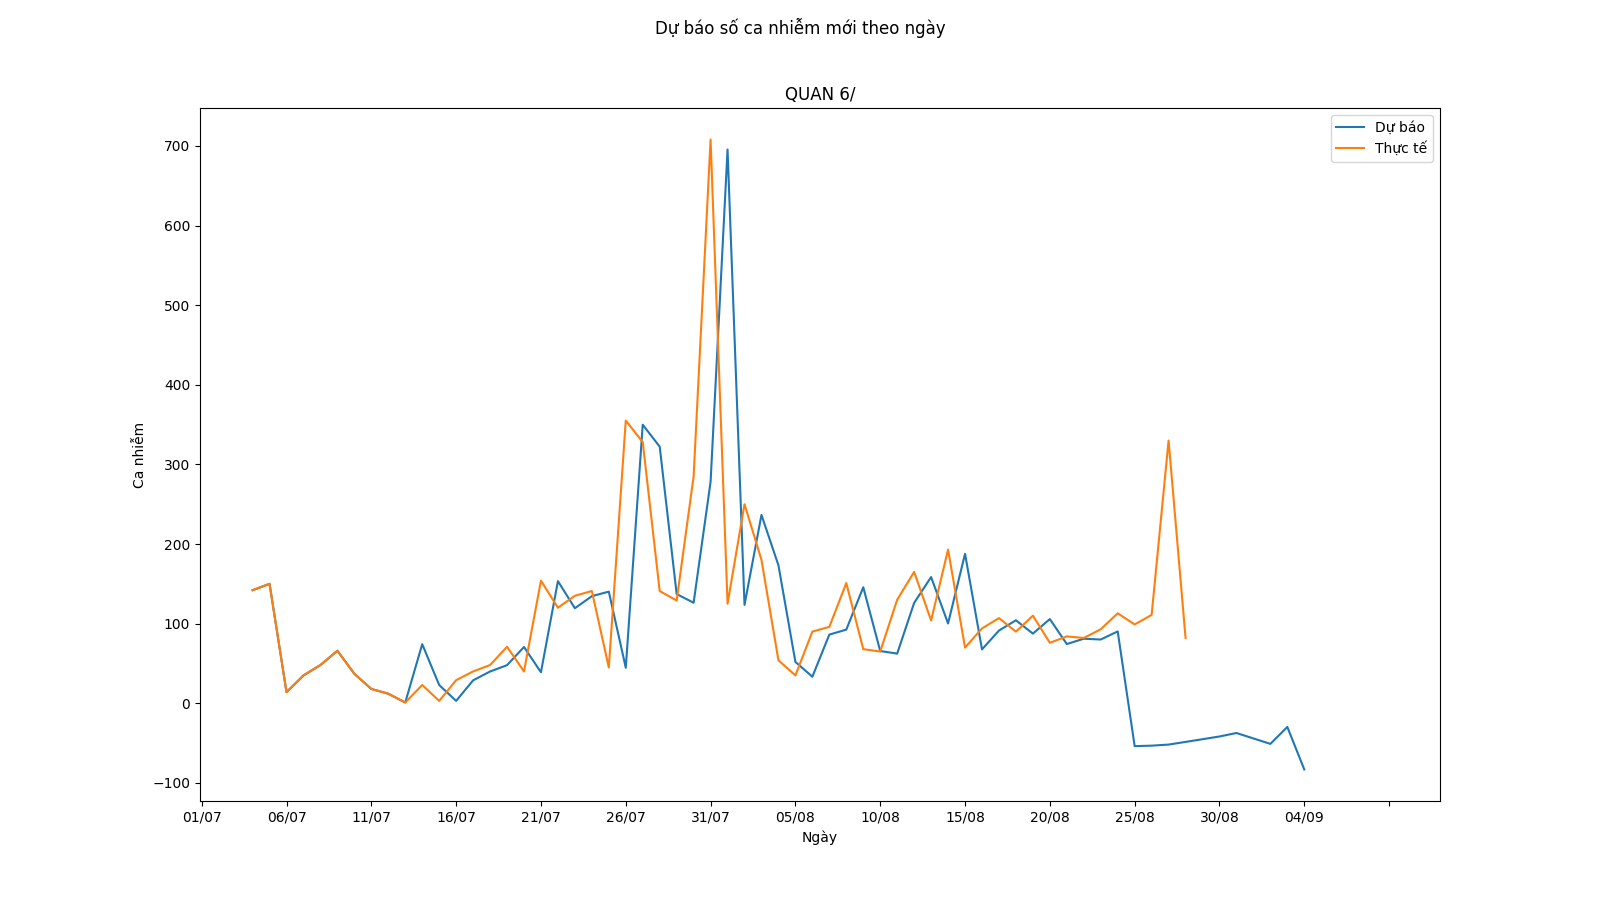 Dự báo số ca nhiễm mới theo ngày
QUAN 6/
Dự báo
Thực tế
700
600
500
400
300
200
100
0
−100
Ca nhiễm
01/07 06/07 11/07 16/07 21/07 26/07 31/07 05/08 10/08 15/08 20/08 25/08 30/08 04/09
Ngày